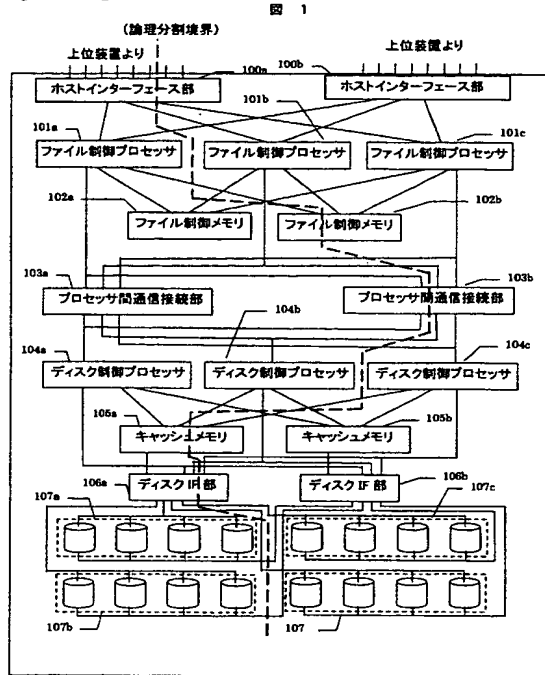 図 1
(論理分割境界)
上位装置より
上位装置より
100a
100b
ホストインターフェース部
ホストインターフェース部
101a
101b
101c
ファイル制御プロセッサ
ファイル制御プロセッサ
ファイル制御プロセッサ
102a
102b
ファイル制御メモリ
ファイル制御メモリ
103a
103b
プロセッサ間通信接続部
プロセッサ間通信接続部
104a
104b
104c
ディスク制御プロセッサ
ディスク制御プロセッサ
ディスク制御プロセッサ
105a
105b
キャッシュメモリ
キャッシュメモリ
106a
106b
ディスクIF部
ディスクIF部
107a
107c
107b
107